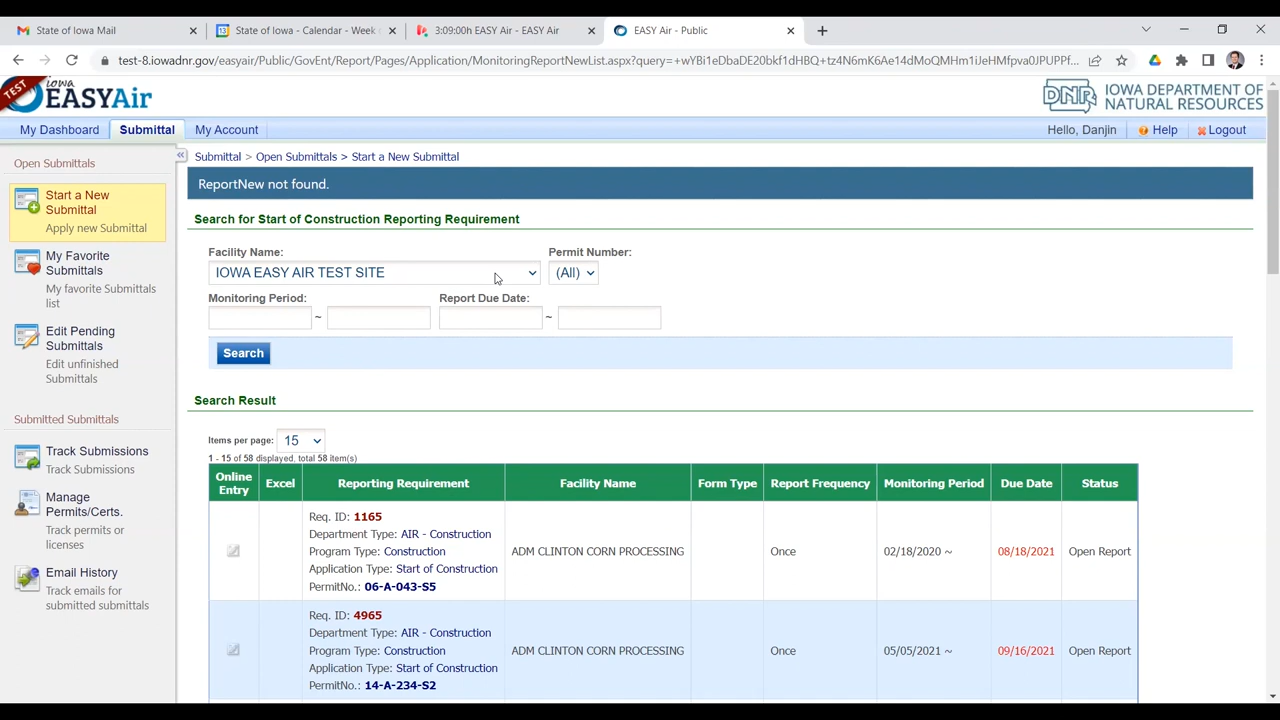 State of Iowa Mail
State of Iowa - Calendar - Week
3:09:00h EASY Air - EASY Air
EASY Air - Public
test-8.iowadnr.gov/easyair/Public/GovEnt/Report/Pages/Application/MonitoringReportNewList.aspx?query=+wYBi1eDbaDE20bkf1dHBQ+tz4N6mK6Ae14dMoQMHm1iJeHMfpva0JPUPPf...
TEST
iowa
EASYAir
DNR IOWA DEPARTMENT OF
NATURAL RESOURCES
My Dashboard
Submittal
My Account
Hello, Danjin
Help
Logout
Open Submittals
Start a New
Submittal
Apply new Submittal
My Favorite
Submittals
My favorite Submittals
list
Edit Pending
Submittals
Edit unfinished
Submittals
Submitted Submittals
Track Submissions
Track Submissions
Manage
Permits/Certs.
Track permits or
licenses
Email History
Track emails for
submitted submittals
Submittal > Open Submittals > Start a New Submittal
ReportNew not found.
Search for Start of Construction Reporting Requirement
Facility Name: Permit Number:
IOWA EASY AIR TEST SITE (All)
Monitoring Period: Report Due Date:
~ ~
Search
Search Result
Items per page: 15
1 - 15 of 58 displayed, total 58 item(s)
Online
Entry
Excel
Reporting Requirement
Facility Name
Form Type
Report Frequency
Monitoring Period
Due Date
Status
Req. ID: 1165
Department Type: AIR - Construction
Program Type: Construction
Application Type: Start of Construction
PermitNo.: 06-A-043-S5
ADM CLINTON CORN PROCESSING
Once
02/18/2020 ~
08/18/2021
Open Report
Req. ID: 4965
Department Type: AIR - Construction
Program Type: Construction
Application Type: Start of Construction
PermitNo.: 14-A-234-S2
ADM CLINTON CORN PROCESSING
Once
05/05/2021 ~
09/16/2021
Open Report